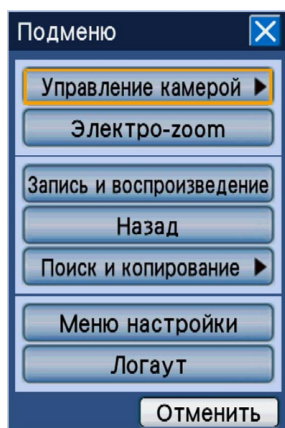 Подменю
Управление камерой
Электро-zoom
Запись и воспроизведение
Назад
Поиск и копирование
Меню настройки
Логаут
Отменить